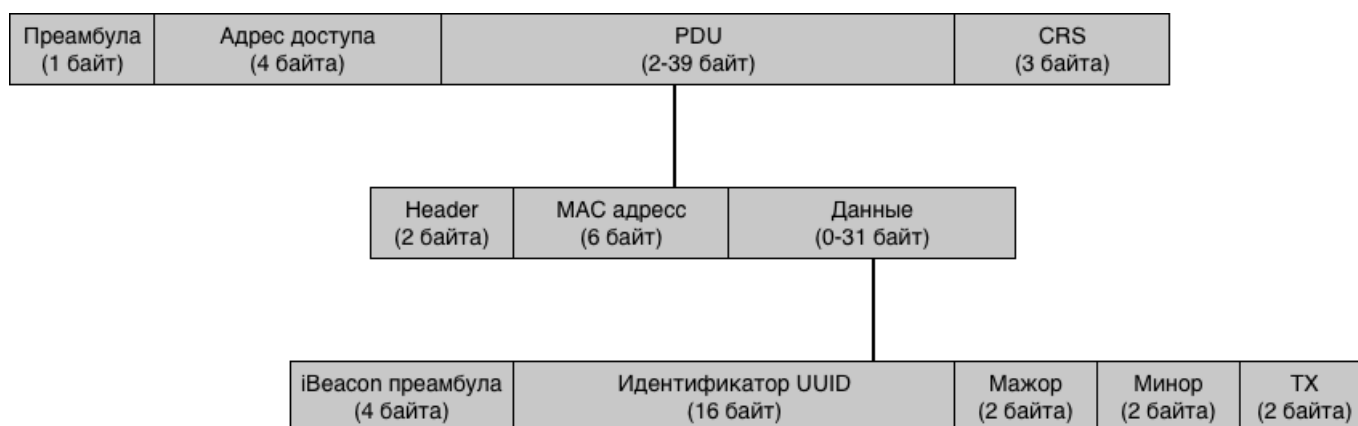 Преамбула
(1 байт)
Адрес доступа
(4 байта)
PDU
(2-39 байт)
CRS
(3 байта)
Header
(2 байта)
MAC адресс
(6 байт)
Данные
(0-31 байт)
iBeacon преамбула
(4 байта)
Идентификатор UUID
(16 байт)
Мажор
(2 байта)
Минор
(2 байта)
TX
(2 байта)